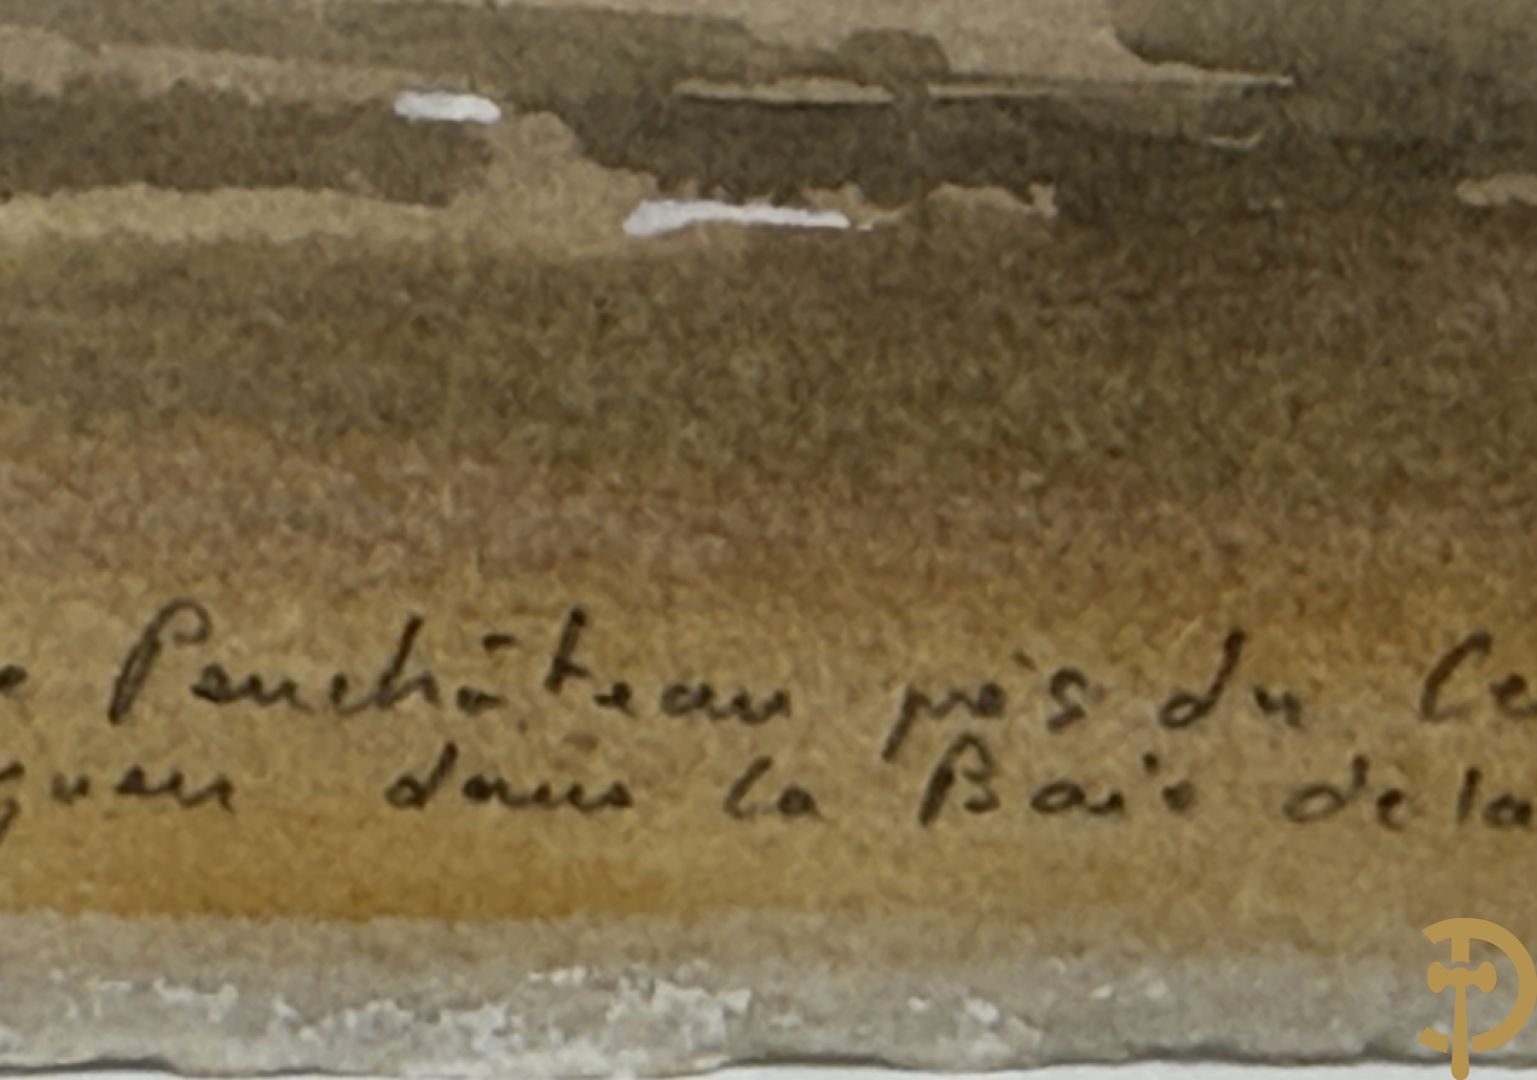 Penchâteau près du
dans la Baie de la